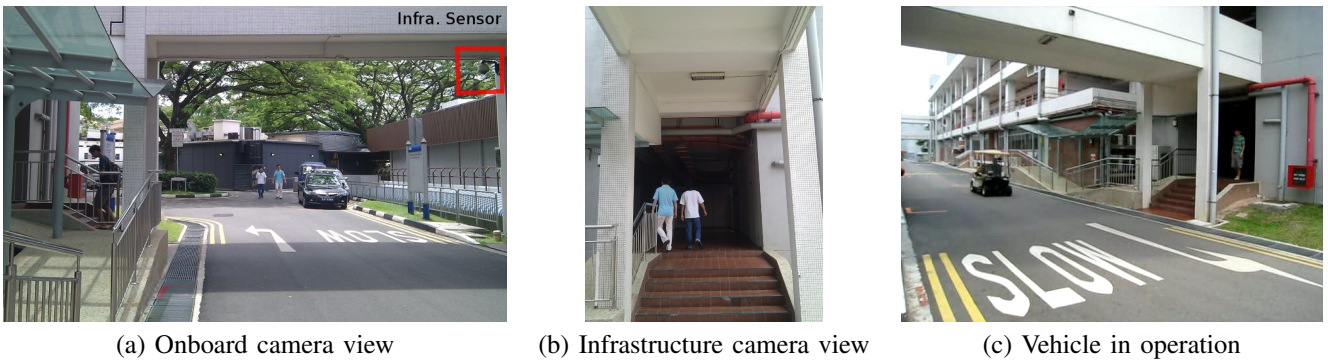 Infra. Sensor
SLOW
SLOW
(a) Onboard camera view
(b) Infrastructure camera view
(c) Vehicle in operation